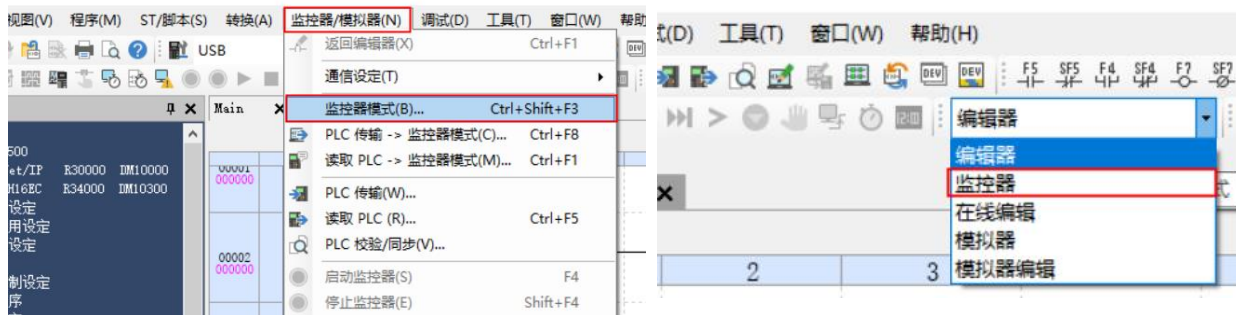 视图(V) 程序(M) ST/脚本(S) 转换(A) 监控器/模拟器(N) 调试(D) 工具(T) 窗口(W) 帮助
USB
返回编辑器(X) Ctrl+F1
通信设定(T)
Main
监控器模式(B)... Ctrl+Shift+F3
PLC 传输 -> 监控器模式(C)... Ctrl+F8
读取 PLC -> 监控器模式(M)... Ctrl+F1
PLC 传输(W)...
读取 PLC (R)... Ctrl+F5
PLC 校验/同步(V)...
启动监控器(S) F4
停止监控器(E) Shift+F4
500
et/IP R30000 DM10000
H16EC R34000 DM10300
设定
用设定
设定
制设定
序
00001
000000
00002
000000
(D) 工具(T) 窗口(W) 帮助(H)
DEV DEV F5 SF5 F4 SF4 F7 SF7
编辑器
编辑器
监控器
在线编辑
模拟器
模拟器编辑
式
2 3